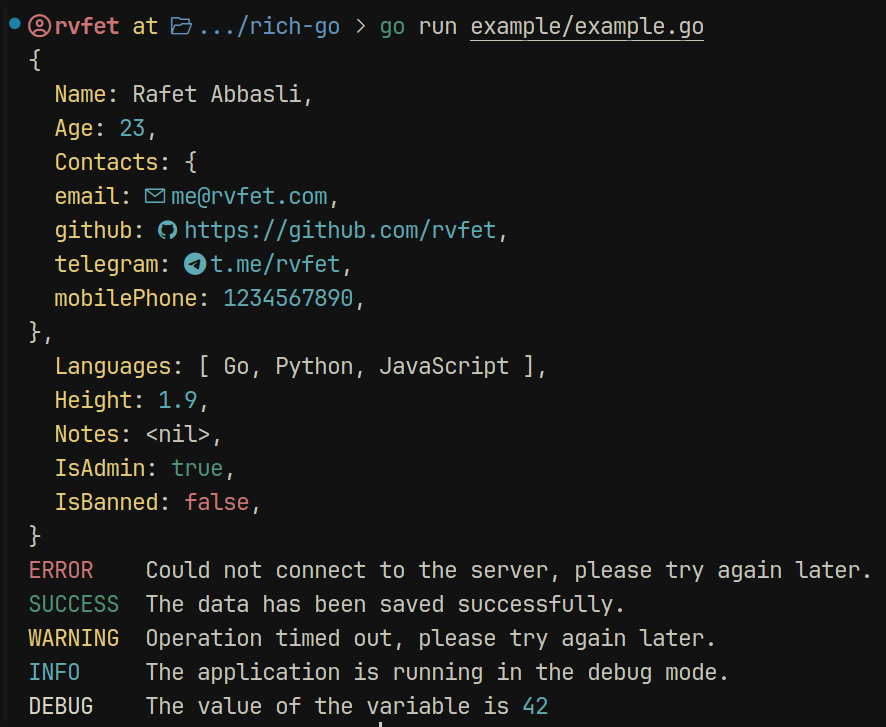 rvfet at .../rich-go > go run example/example.go
{
  Name: Rafet Abbasli,
  Age: 23,
  Contacts: {
  email: me@rvfet.com,
  github: https://github.com/rvfet,
  telegram: t.me/rvfet,
  mobilePhone: 1234567890,
},
  Languages: [ Go, Python, JavaScript ],
  Height: 1.9,
  Notes: <nil>,
  IsAdmin: true,
  IsBanned: false,
}
ERROR    Could not connect to the server, please try again later.
SUCCESS  The data has been saved successfully.
WARNING  Operation timed out, please try again later.
INFO     The application is running in the debug mode.
DEBUG    The value of the variable is 42